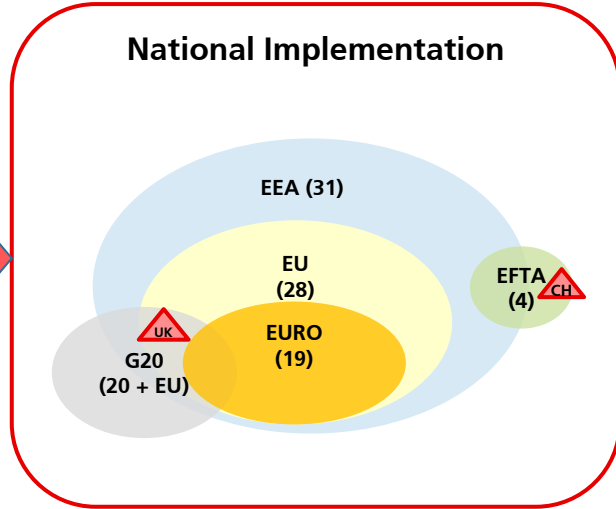 National Implementation
EEA (31)
EU
(28)
EFTA
(4)
CH
UK
EURO
(19)
G20
(20 + EU)